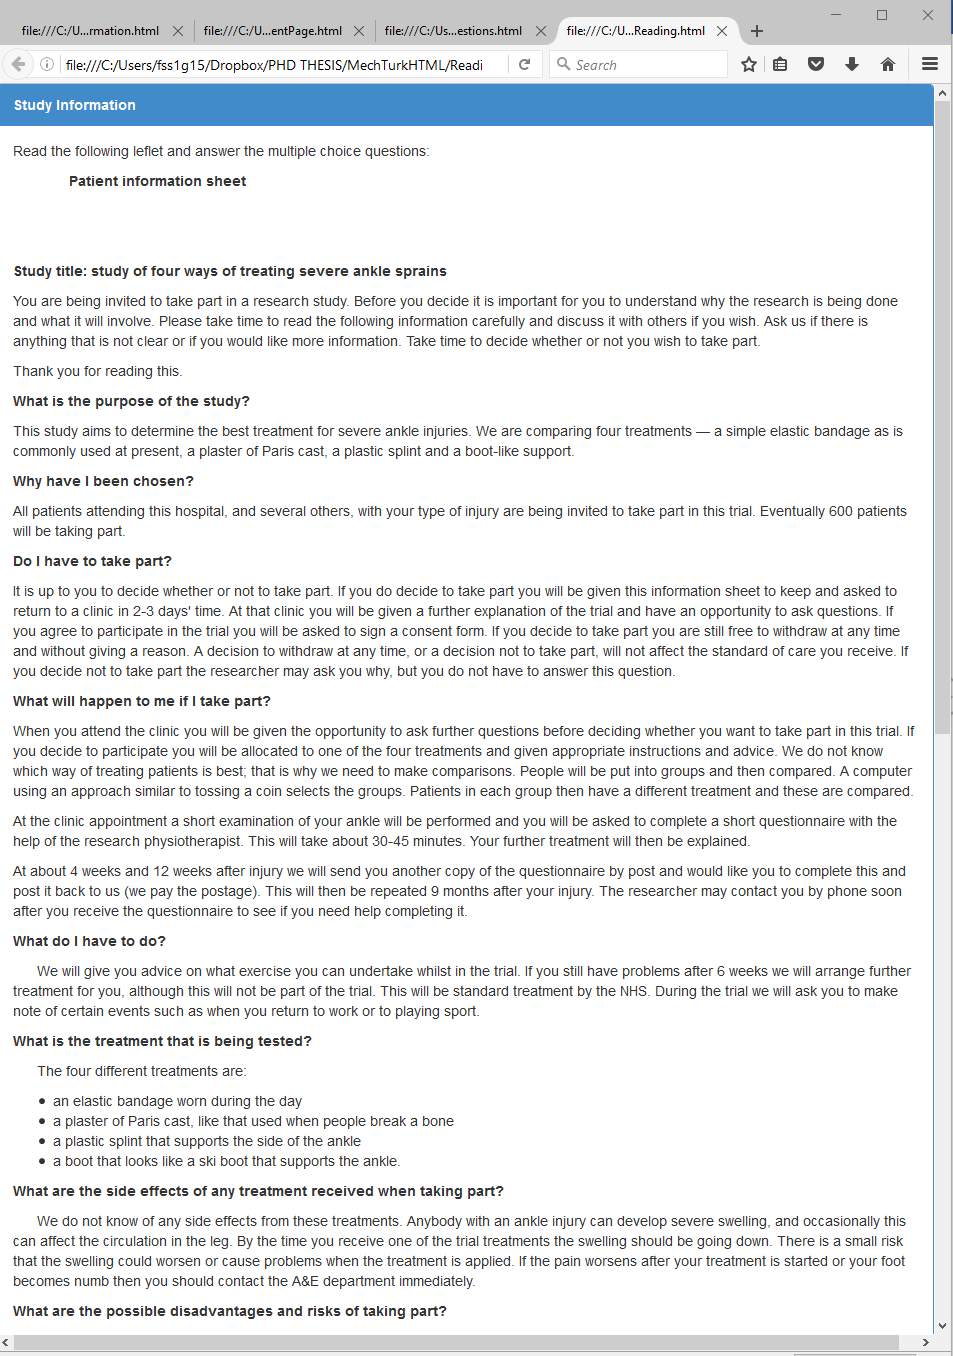 file:///C:/U...rmation.html
file:///C:/U...entPage.html
file:///C:/Us...estions.html
file:///C:/U...Reading.html
file:///C:/Users/fss1g15/Dropbox/PHD THESIS/MechTurkHTML/Readi
Search
Study Information
Read the following leflet and answer the multiple choice questions:
Patient information sheet
Study title: study of four ways of treating severe ankle sprains
You are being invited to take part in a research study. Before you decide it is important for you to understand why the research is being done
and what it will involve. Please take time to read the following information carefully and discuss it with others if you wish. Ask us if there is
anything that is not clear or if you would like more information. Take time to decide whether or not you wish to take part.
Thank you for reading this.
What is the purpose of the study?
This study aims to determine the best treatment for severe ankle injuries. We are comparing four treatments — a simple elastic bandage as is
commonly used at present, a plaster of Paris cast, a plastic splint and a boot-like support.
Why have I been chosen?
All patients attending this hospital, and several others, with your type of injury are being invited to take part in this trial. Eventually 600 patients
will be taking part.
Do I have to take part?
It is up to you to decide whether or not to take part. If you do decide to take part you will be given this information sheet to keep and asked to
return to a clinic in 2-3 days' time. At that clinic you will be given a further explanation of the trial and have an opportunity to ask questions. If
you agree to participate in the trial you will be asked to sign a consent form. If you decide to take part you are still free to withdraw at any time
and without giving a reason. A decision to withdraw at any time, or a decision not to take part, will not affect the standard of care you receive. If
you decide not to take part the researcher may ask you why, but you do not have to answer this question.
What will happen to me if I take part?
When you attend the clinic you will be given the opportunity to ask further questions before deciding whether you want to take part in this trial. If
you decide to participate you will be allocated to one of the four treatments and given appropriate instructions and advice. We do not know
which way of treating patients is best; that is why we need to make comparisons. People will be put into groups and then compared. A computer
using an approach similar to tossing a coin selects the groups. Patients in each group then have a different treatment and these are compared.
At the clinic appointment a short examination of your ankle will be performed and you will be asked to complete a short questionnaire with the
help of the research physiotherapist. This will take about 30-45 minutes. Your further treatment will then be explained.
At about 4 weeks and 12 weeks after injury we will send you another copy of the questionnaire by post and would like you to complete this and
post it back to us (we pay the postage). This will then be repeated 9 months after your injury. The researcher may contact you by phone soon
after you receive the questionnaire to see if you need help completing it.
What do I have to do?
We will give you advice on what exercise you can undertake whilst in the trial. If you still have problems after 6 weeks we will arrange further
treatment for you, although this will not be part of the trial. This will be standard treatment by the NHS. During the trial we will ask you to make
note of certain events such as when you return to work or to playing sport.
What is the treatment that is being tested?
The four different treatments are:
• an elastic bandage worn during the day
• a plaster of Paris cast, like that used when people break a bone
• a plastic splint that supports the side of the ankle
• a boot that looks like a ski boot that supports the ankle.
What are the side effects of any treatment received when taking part?
We do not know of any side effects from these treatments. Anybody with an ankle injury can develop severe swelling, and occasionally this
can affect the circulation in the leg. By the time you receive one of the trial treatments the swelling should be going down. There is a small risk
that the swelling could worsen or cause problems when the treatment is applied. If the pain worsens after your treatment is started or your foot
becomes numb then you should contact the A&E department immediately.
What are the possible disadvantages and risks of taking part?